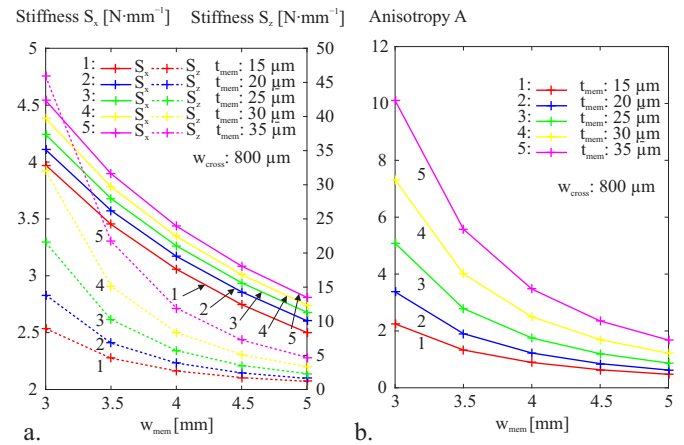 Stiffness Sx [N·mm⁻¹]
Stiffness Sz [N·mm⁻¹]
5
4.5
4
3.5
3
2.5
2
50
45
40
35
30
25
20
15
10
5
0
1: Sx Sz tmem: 15 µm
2: Sx Sz tmem: 20 µm
3: Sx Sz tmem: 25 µm
4: Sx Sz tmem: 30 µm
5: Sx Sz tmem: 35 µm
wcross: 800 µm
5
4
3
2
1
1
2
3
4
5
3
3.5
4
4.5
5
wmem [mm]
a.
Anisotropy A
12
10
8
6
4
2
0
1: tmem: 15 µm
2: tmem: 20 µm
3: tmem: 25 µm
4: tmem: 30 µm
5: tmem: 35 µm
wcross: 800 µm
5
4
3
2
1
3
3.5
4
4.5
5
wmem [mm]
b.